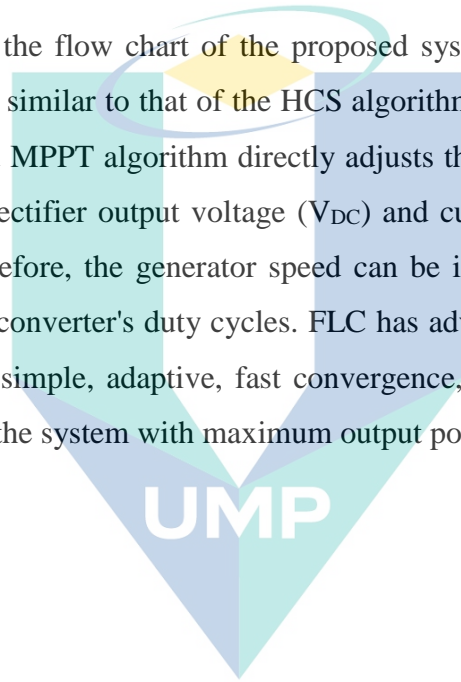 the flow chart of the proposed sys
similar to that of the HCS algorithm
MPPT algorithm directly adjusts th
ectifier output voltage (VDC) and cu
efore, the generator speed can be i
converter's duty cycles. FLC has adv
simple, adaptive, fast convergence,
the system with maximum output po
UMP